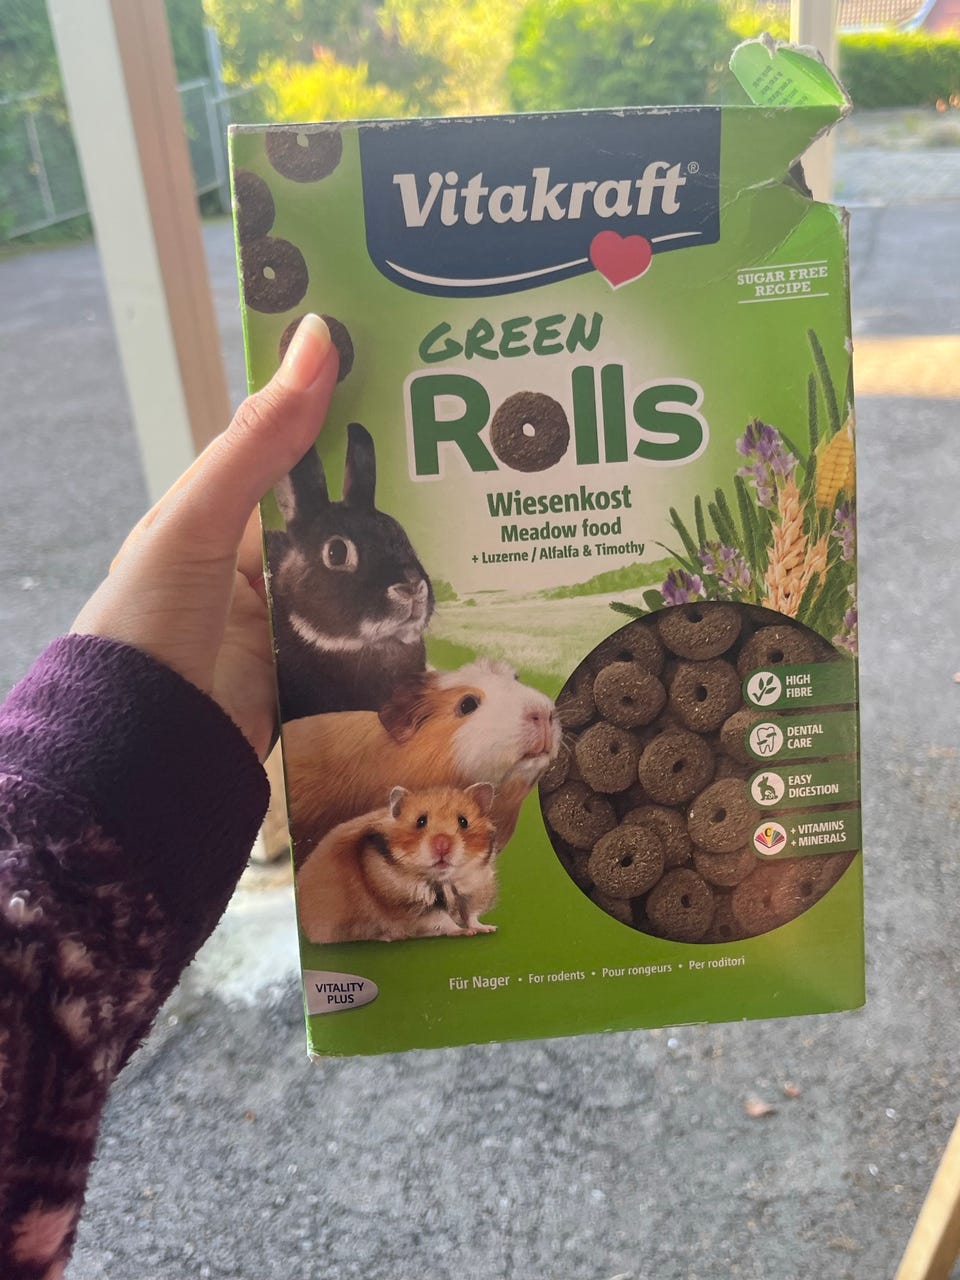 Vitakraft®
SUGAR FREE
RECIPE
GREEN
Rolls
Wiesenkost
Meadow food
+ Luzerne / Alfalfa & Timothy
HIGH
FIBRE
DENTAL
CARE
EASY
DIGESTION
C
+ VITAMINS
+ MINERALS
Für Nager • For rodents • Pour rongeurs • Per roditori
VITALITY
PLUS